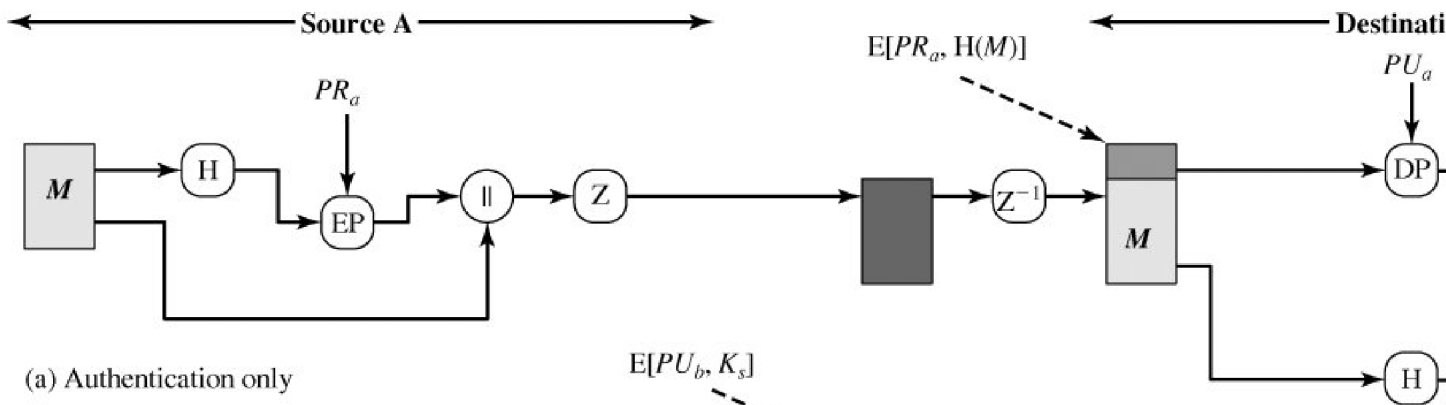 Source A
Destinati
E[PRa, H(M)]
PRa
PUa
M
H
EP
||
Z
Z−1
M
DP
H
(a) Authentication only
E[PUb, Ks]